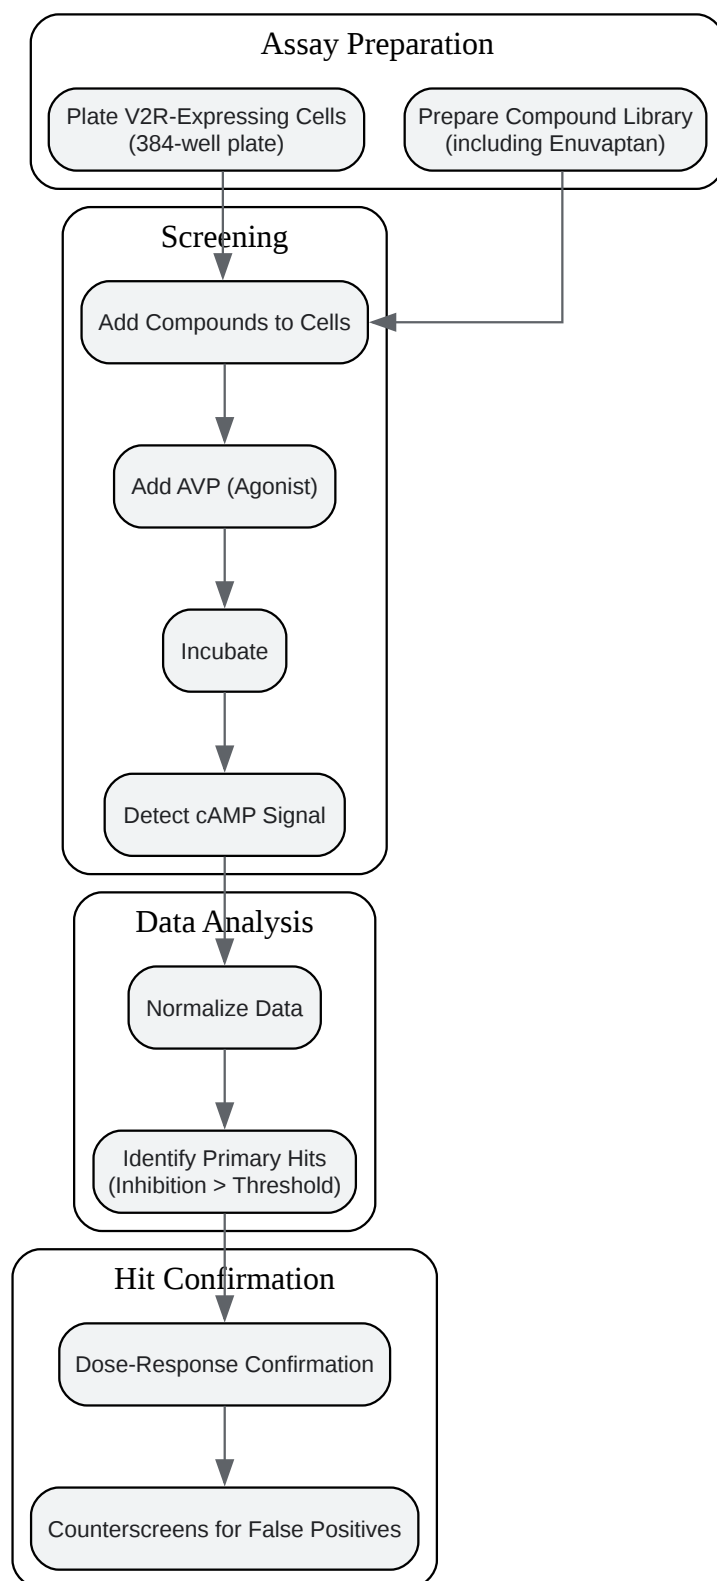 Assay Preparation
Plate V2R-Expressing Cells
(384-well plate)
Prepare Compound Library
(including Enuvaptan)
Screening
Add Compounds to Cells
Add AVP (Agonist)
Incubate
Detect cAMP Signal
Data Analysis
Normalize Data
Identify Primary Hits
(Inhibition > Threshold)
Hit Confirmation
Dose-Response Confirmation
Counterscreens for False Positives